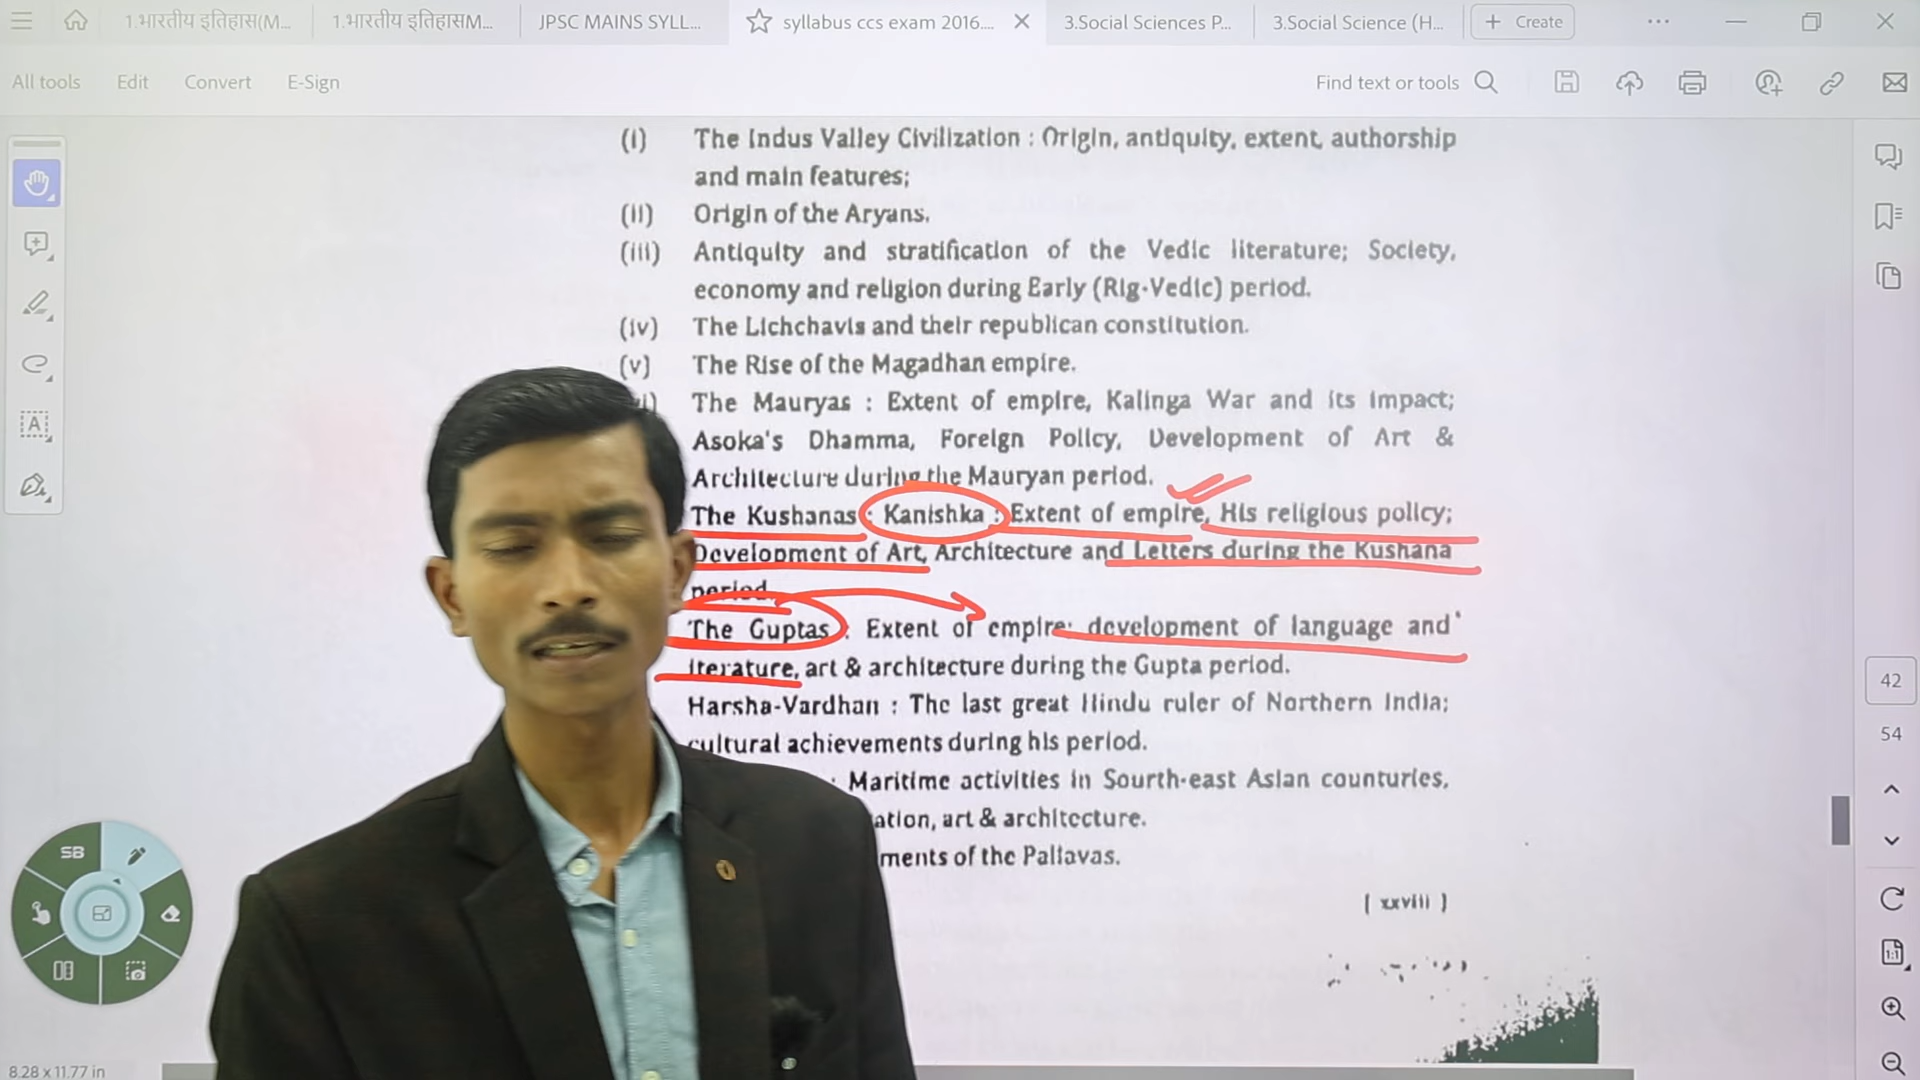 1.भारतीय इतिहास(M...
1.भारतीय इतिहासM...
JPSC MAINS SYLL...
syllabus ccs exam 2016....
3.Social Sciences P...
3.Social Science (H...
+ Create
All tools
Edit
Convert
E-Sign
Find text or tools
(i) The Indus Valley Civilization : Origin, antiquity, extent, authorship
and main features;
(ii) Origin of the Aryans.
(iii) Antiquity and stratification of the Vedic literature; Society,
economy and religion during Early (Rig-Vedic) period.
(iv) The Lichchavis and their republican constitution.
(v) The Rise of the Magadhan empire.
The Mauryas : Extent of empire, Kalinga War and its impact;
Asoka's Dhamma, Foreign Policy, Development of Art &
Architecture during the Mauryan period.
The Kushanas : Kanishka : Extent of empire, His religious policy;
Development of Art, Architecture and Letters during the Kushana
period.
The Guptas : Extent of empire; development of language and
iterature, art & architecture during the Gupta period.
Harsha-Vardhan : The last great Hindu ruler of Northern India;
cultural achievements during his period.
: Maritime activities in Sourth-east Asian counturies,
ation, art & architecture.
ments of the Pallavas.
[ xxviii ]
42
54
SB
1:1
8.28 x 11.77 in